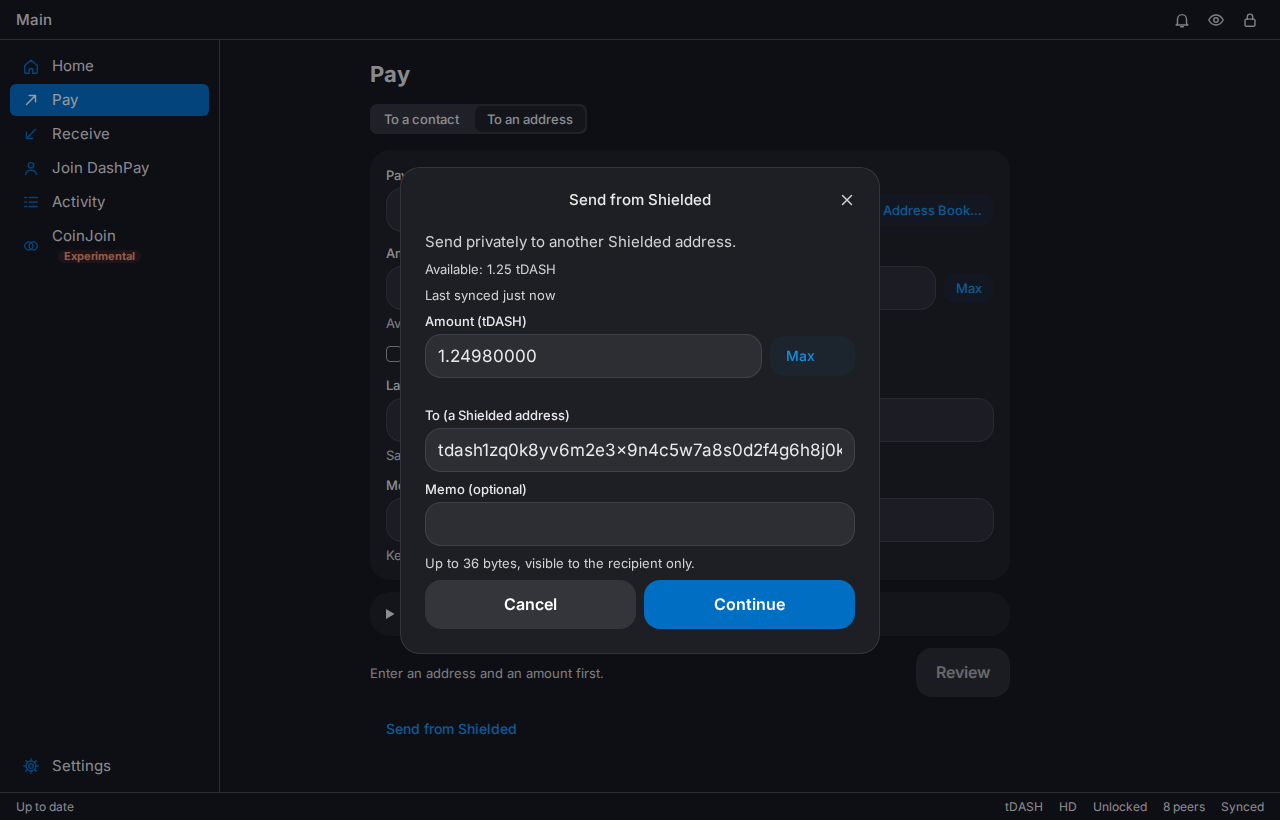 Main
Home
Pay
Receive
Join DashPay
Activity
CoinJoin
Experimental
Settings
Pay
To a contact
To an address
Address Book...
Max
Send from Shielded
Send privately to another Shielded address.
Available: 1.25 tDASH
Last synced just now
Amount (tDASH)
1.24980000
Max
To (a Shielded address)
tdash1zq0k8yv6m2e3x9n4c5w7a8s0d2f4g6h8j0k
Memo (optional)
Up to 36 bytes, visible to the recipient only.
Cancel
Continue
Enter an address and an amount first.
Review
Send from Shielded
Up to date
tDASH
HD
Unlocked
8 peers
Synced